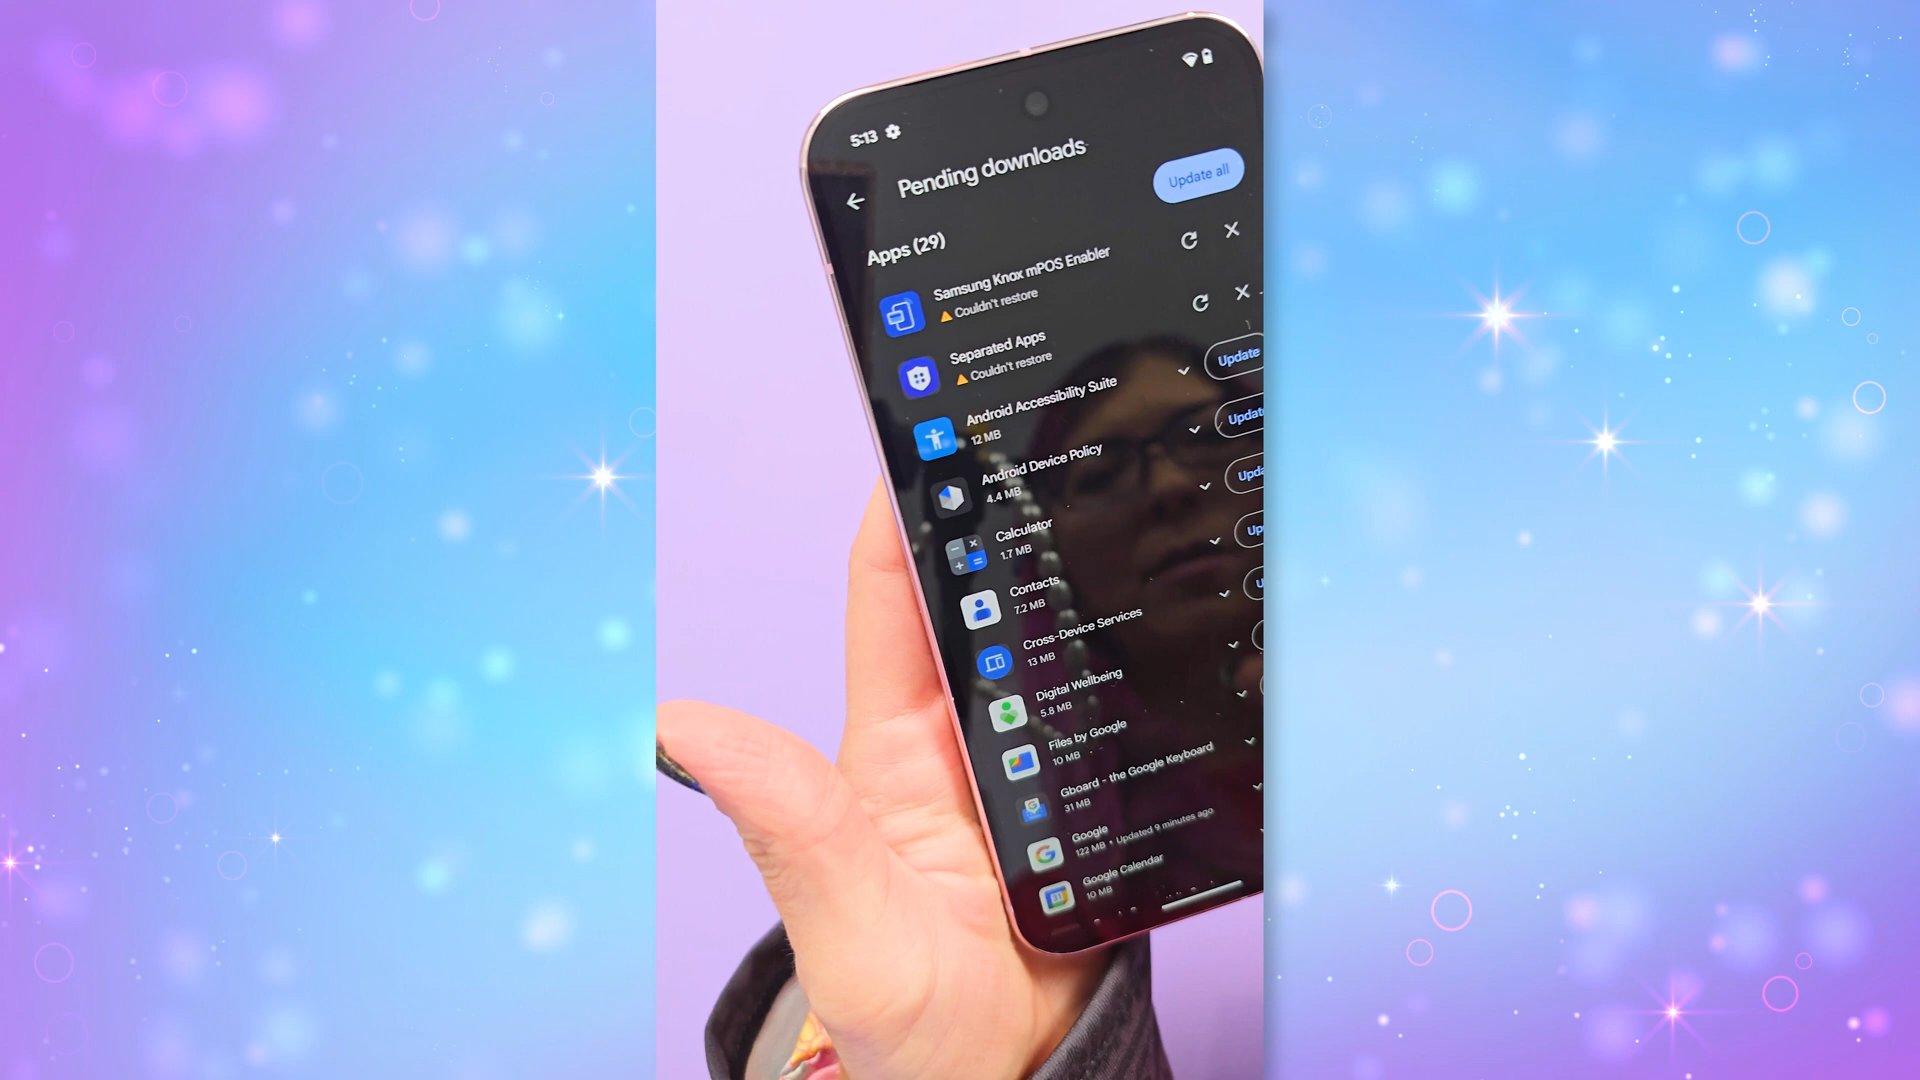 5:13
Pending downloads
Update all
Apps (29)
Samsung Knox mPOS Enabler
Couldn't restore
Separated Apps
Couldn't restore
Update
Android Accessibility Suite
12 MB
Updat
Android Device Policy
4.4 MB
Upda
Calculator
1.7 MB
Up
Contacts
7.2 MB
U
Cross-Device Services
13 MB
Digital Wellbeing
5.8 MB
Files by Google
10 MB
Gboard - the Google Keyboard
31 MB
Google
122 MB • Updated 9 minutes ago
Google Calendar
10 MB